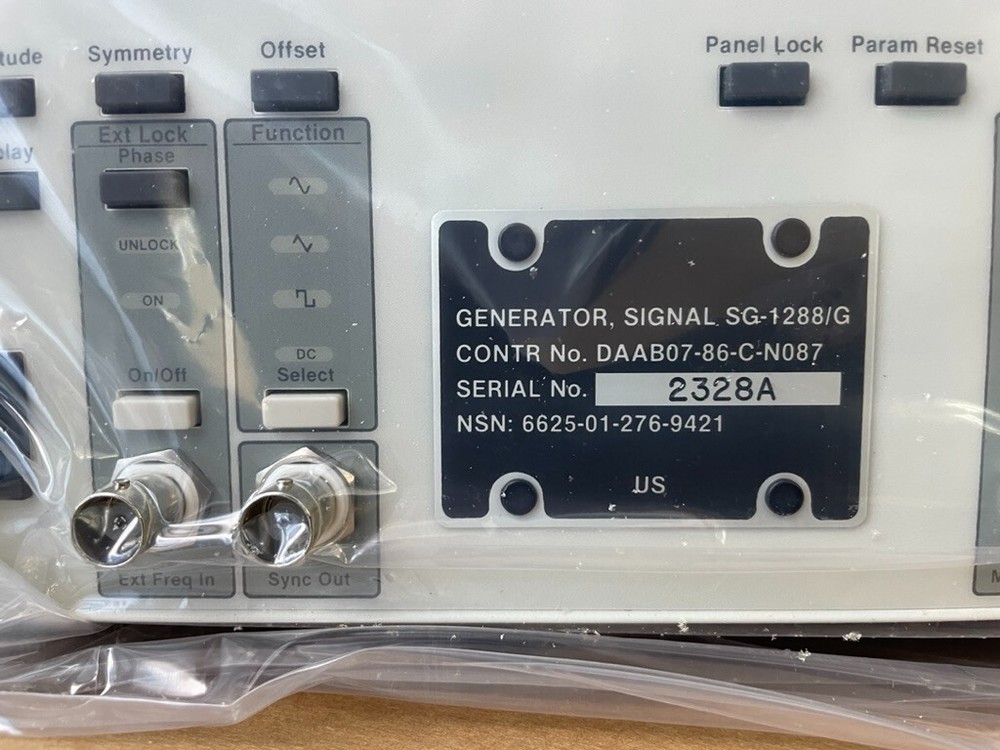 Symmetry
Offset
Panel Lock
Param Reset
Ext Lock
Function
Phase
UNLOCK
ON
DC
On/Off
Select
GENERATOR, SIGNAL SG-1288/G
CONTR No. DAAB07-86-C-N087
SERIAL No. 2328A
NSN: 6625-01-276-9421
US
Ext Freq In
Sync Out